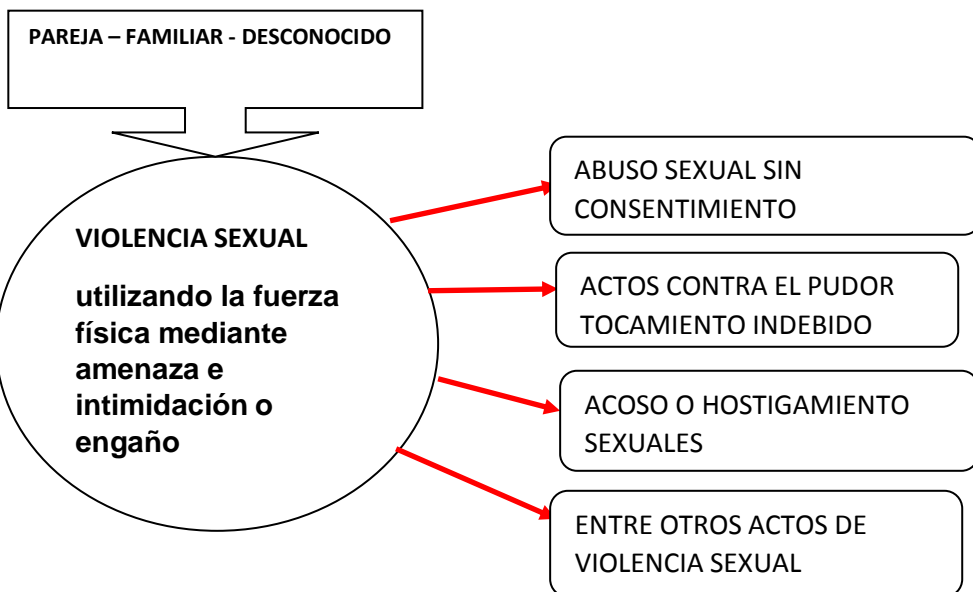 PAREJA – FAMILIAR - DESCONOCIDO
VIOLENCIA SEXUAL
utilizando la fuerza
física mediante
amenaza e
intimidación o
engaño
ABUSO SEXUAL SIN
CONSENTIMIENTO
ACTOS CONTRA EL PUDOR
TOCAMIENTO INDEBIDO
ACOSO O HOSTIGAMIENTO
SEXUALES
ENTRE OTROS ACTOS DE
VIOLENCIA SEXUAL